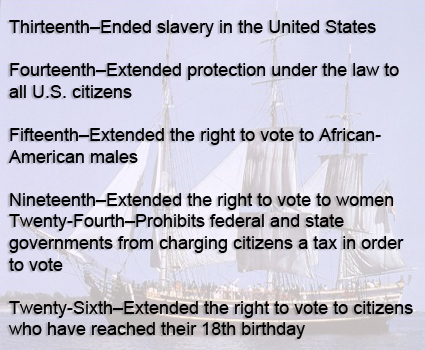 Thirteenth–Ended slavery in the United States
Fourteenth–Extended protection under the law to
all U.S. citizens
Fifteenth–Extended the right to vote to African-
American males
Nineteenth–Extended the right to vote to women
Twenty-Fourth–Prohibits federal and state
governments from charging citizens a tax in order
to vote
Twenty-Sixth–Extended the right to vote to citizens
who have reached their 18th birthday